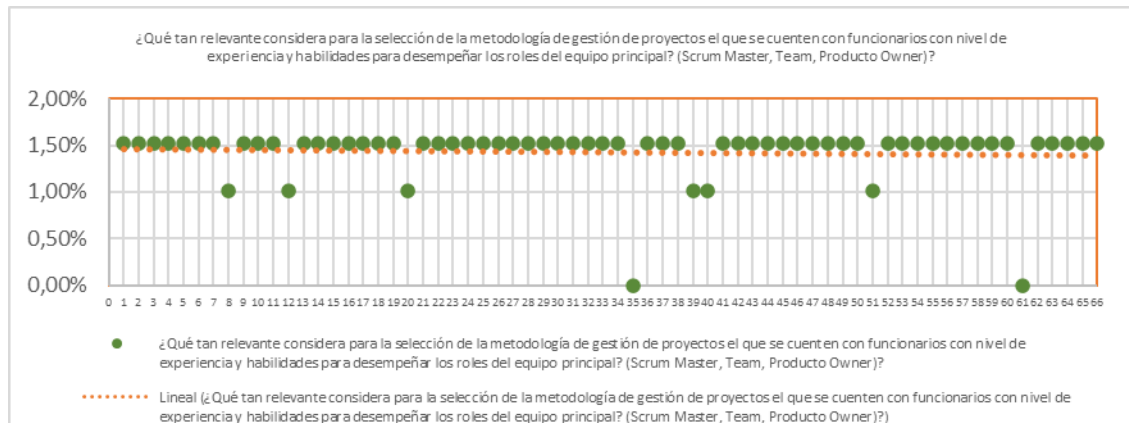 ¿Qué tan relevante considera para la selección de la metodología de gestión de proyectos el que se cuenten con funcionarios con nivel de
experiencia y habilidades para desempeñar los roles del equipo principal? (Scrum Master, Team, Producto Owner)?
2,00%
1,50%
1,00%
0,50%
0,00%
0 1 2 3 4 5 6 7 8 9 10 11 12 13 14 15 16 17 18 19 20 21 22 23 24 25 26 27 28 29 30 31 32 33 34 35 36 37 38 39 40 41 42 43 44 45 46 47 48 49 50 51 52 53 54 55 56 57 58 59 60 61 62 63 64 65 66
¿Qué tan relevante considera para la selección de la metodología de gestión de proyectos el que se cuenten con funcionarios con nivel de
experiencia y habilidades para desempeñar los roles del equipo principal? (Scrum Master, Team, Producto Owner)?
Lineal (¿Qué tan relevante considera para la selección de la metodología de gestión de proyectos el que se cuenten con funcionarios con nivel de
experiencia y habilidades para desempeñar los roles del equipo principal? (Scrum Master, Team, Producto Owner)?)